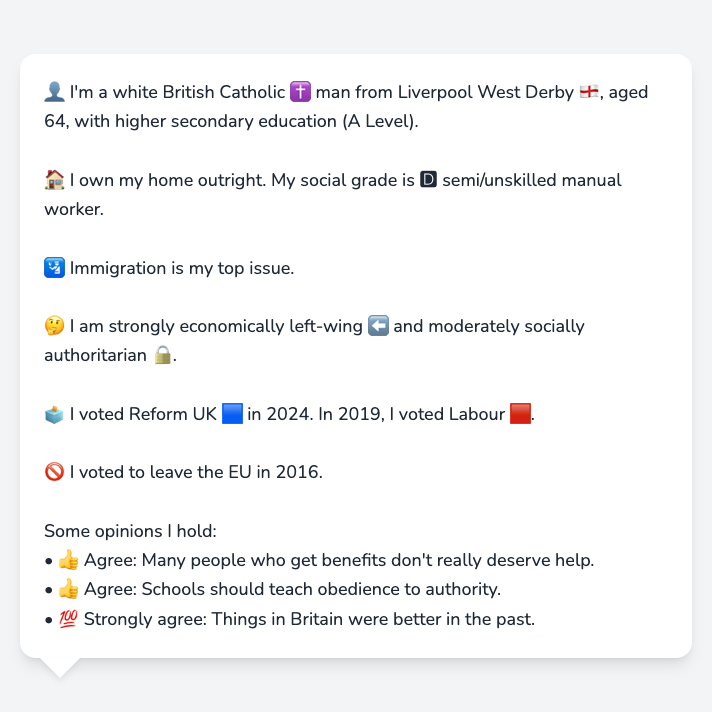 👤 I'm a white British Catholic ✝️ man from Liverpool West Derby 🏴󠁧󠁢󠁥󠁮󠁧󠁿, aged
64, with higher secondary education (A Level).
🏠 I own my home outright. My social grade is 🅳 semi/unskilled manual
worker.
🛂 Immigration is my top issue.
🤔 I am strongly economically left-wing ⬅️ and moderately socially
authoritarian 🔒.
🗳️ I voted Reform UK 🟦 in 2024. In 2019, I voted Labour 🟥.
🚫 I voted to leave the EU in 2016.
Some opinions I hold:
• 👍 Agree: Many people who get benefits don't really deserve help.
• 👍 Agree: Schools should teach obedience to authority.
• 💯 Strongly agree: Things in Britain were better in the past.